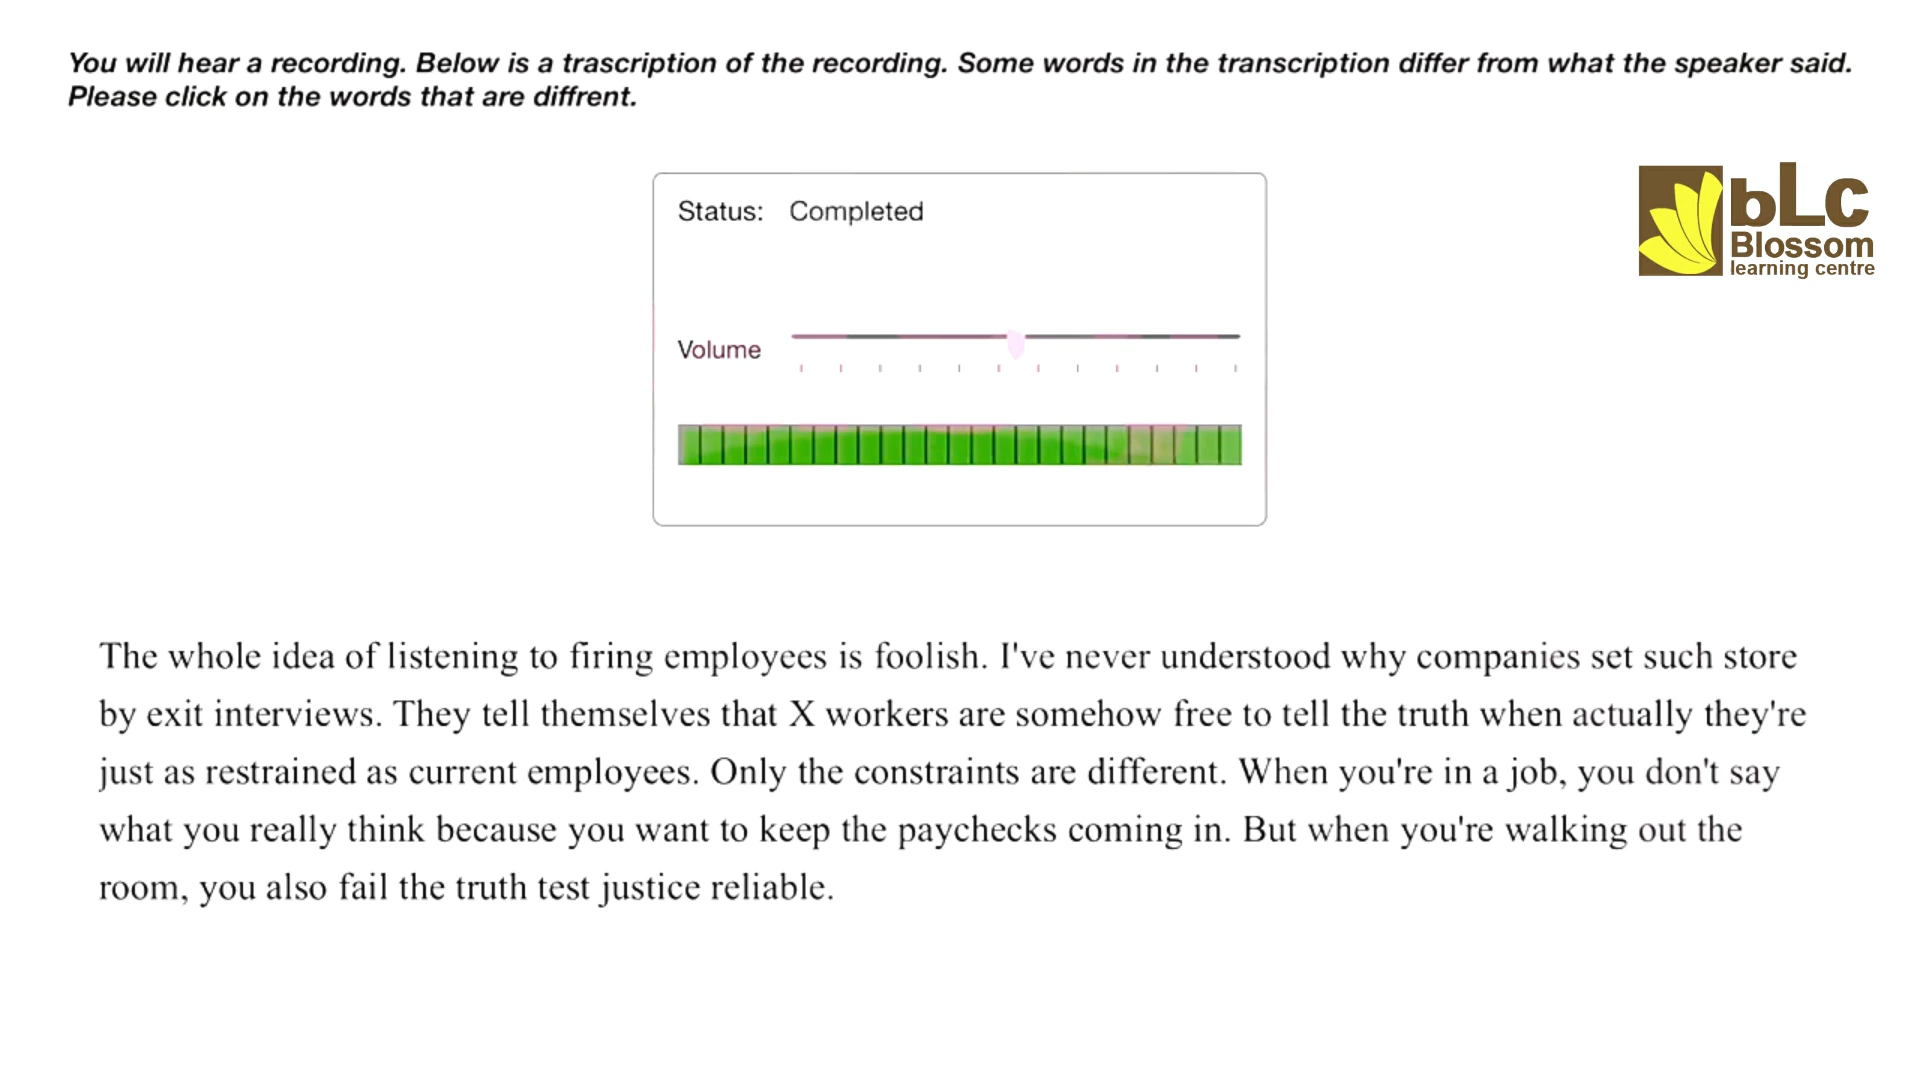 You will hear a recording. Below is a trascription of the recording. Some words in the transcription differ from what the speaker said.
Please click on the words that are diffrent.
Status: Completed
bLc
Blossom
learning centre
Volume
The whole idea of listening to firing employees is foolish. I've never understood why companies set such store
by exit interviews. They tell themselves that X workers are somehow free to tell the truth when actually they're
just as restrained as current employees. Only the constraints are different. When you're in a job, you don't say
what you really think because you want to keep the paychecks coming in. But when you're walking out the
room, you also fail the truth test justice reliable.